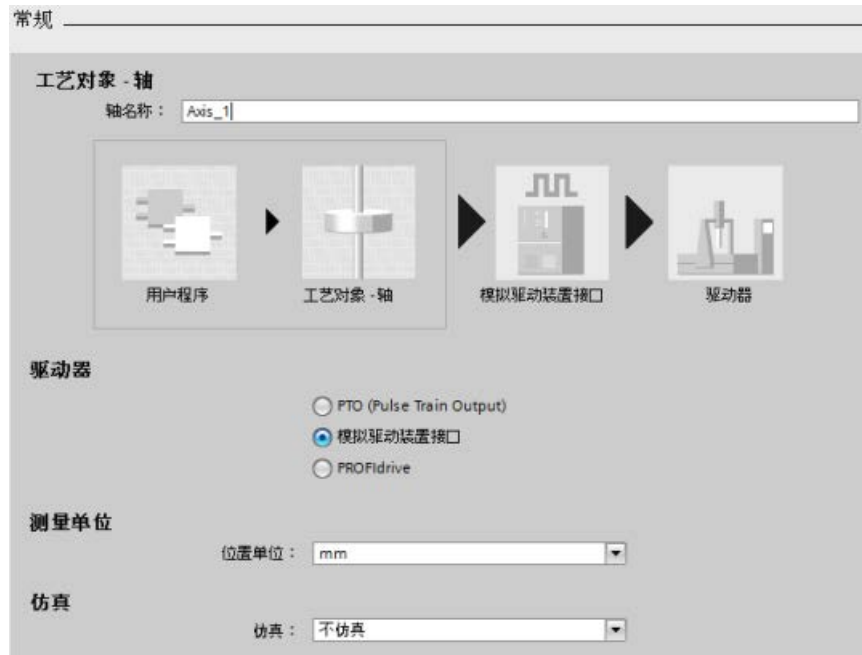 常规
工艺对象 - 轴
轴名称： Axis_1
用户程序 工艺对象 - 轴 模拟驱动装置接口 驱动器
驱动器
PTO (Pulse Train Output)
模拟驱动装置接口
PROFIdrive
测量单位
位置单位： mm
仿真
仿真： 不仿真